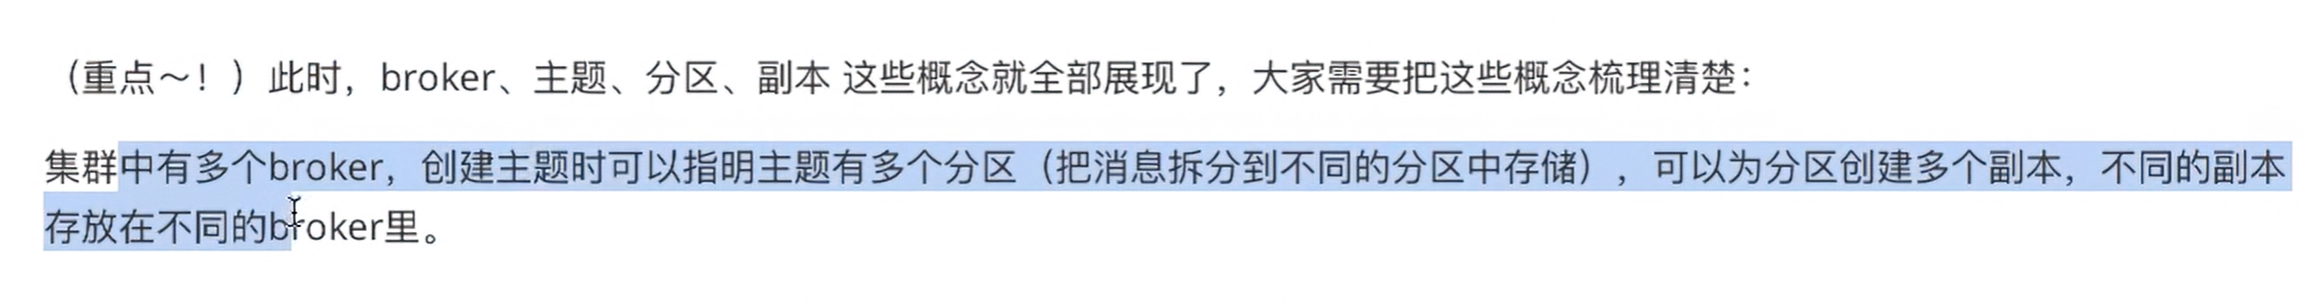 （重点～！）此时，broker、主题、分区、副本 这些概念就全部展现了，大家需要把这些概念梳理清楚：
集群中有多个broker，创建主题时可以指明主题有多个分区（把消息拆分到不同的分区中存储），可以为分区创建多个副本，不同的副本
存放在不同的broker里。